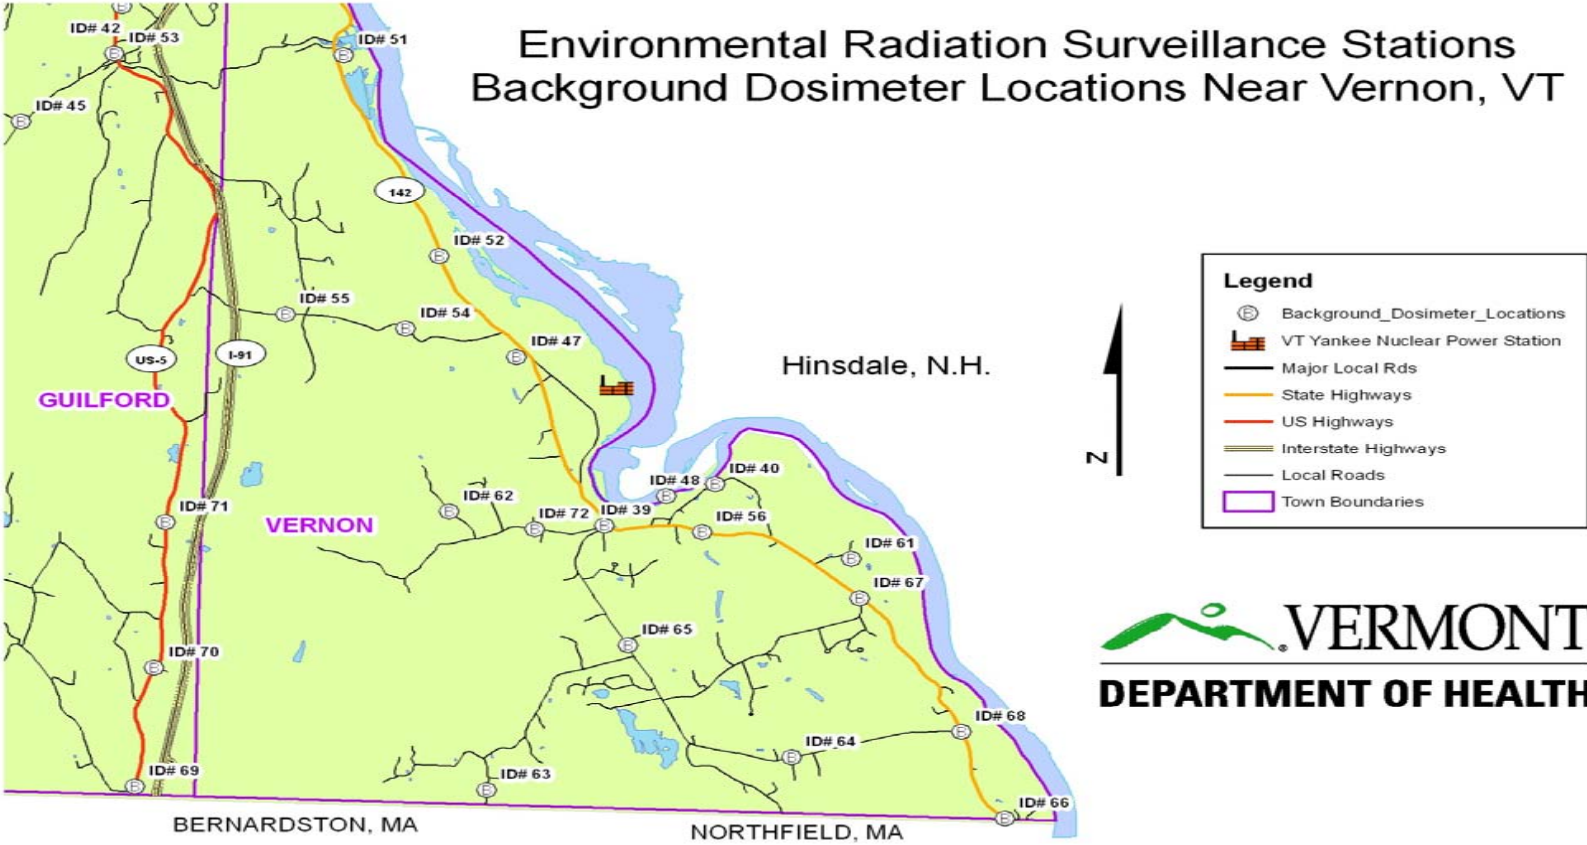 Environmental Radiation Surveillance Stations
Background Dosimeter Locations Near Vernon, VT
ID# 42
ID# 53
ID# 51
ID# 45
142
ID# 52
ID# 55
ID# 54
ID# 47
US-5
I-91
GUILFORD
Hinsdale, N.H.
Legend
B Background_Dosimeter_Locations
VT Yankee Nuclear Power Station
Major Local Rds
State Highways
US Highways
Interstate Highways
Local Roads
Town Boundaries
N
ID# 48
ID# 40
ID# 62
ID# 71
ID# 72
ID# 39
ID# 56
VERNON
ID# 61
ID# 67
ID# 65
ID# 70
ID# 68
ID# 64
ID# 69
ID# 63
ID# 66
BERNARDSTON, MA
NORTHFIELD, MA
VERMONT
DEPARTMENT OF HEALTH